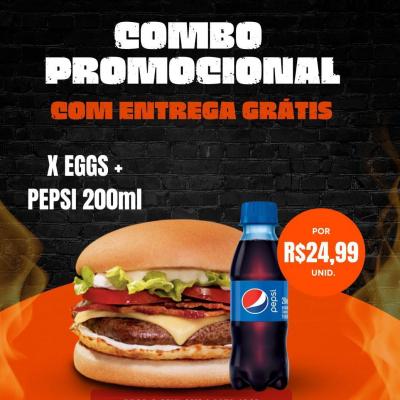 COMBO
PROMOCIONAL
COM ENTREGA GRÁTIS
X EGGS +
PEPSI 200ml
POR
R$24,99
UNID.
pepsi